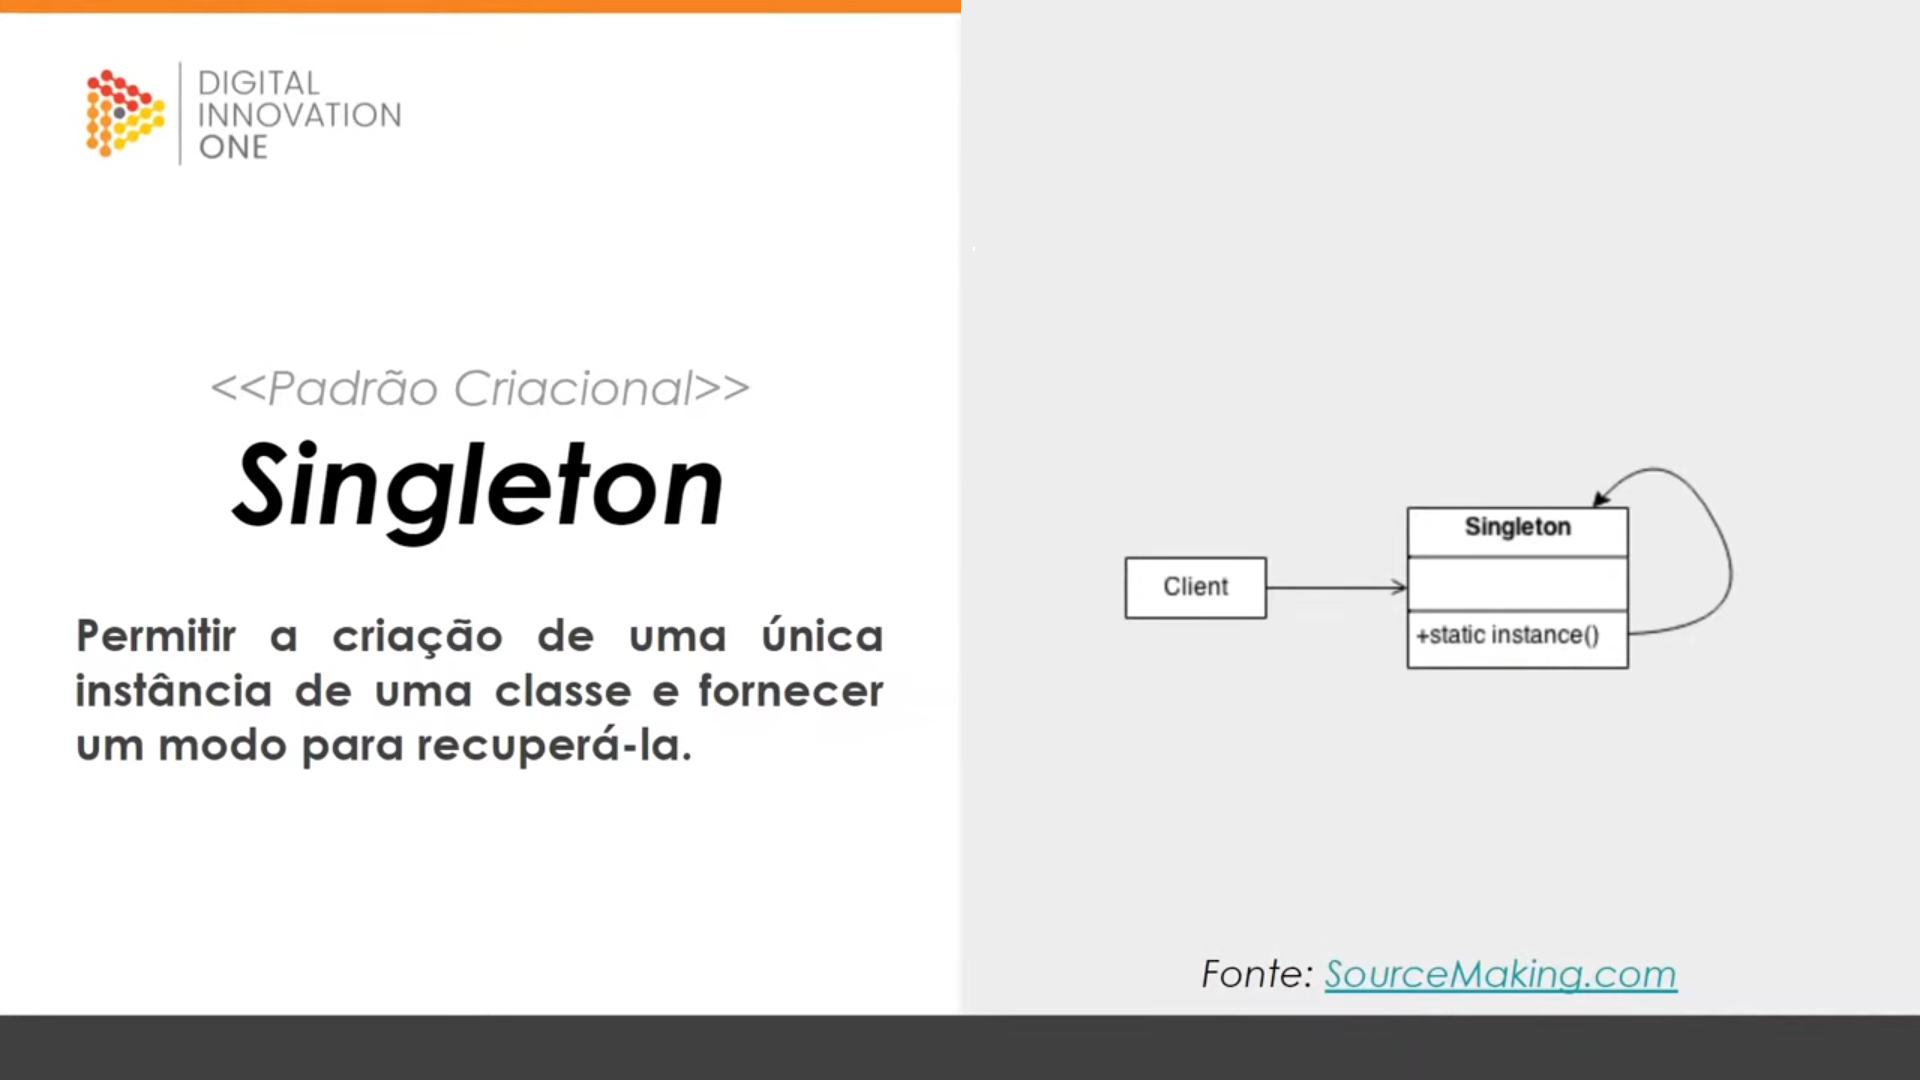 DIGITAL
INNOVATION
ONE
<<Padrão Criacional>>
Singleton
Permitir a criação de uma única
instância de uma classe e fornecer
um modo para recuperá-la.
Client
Singleton
+static instance()
Fonte: SourceMaking.com